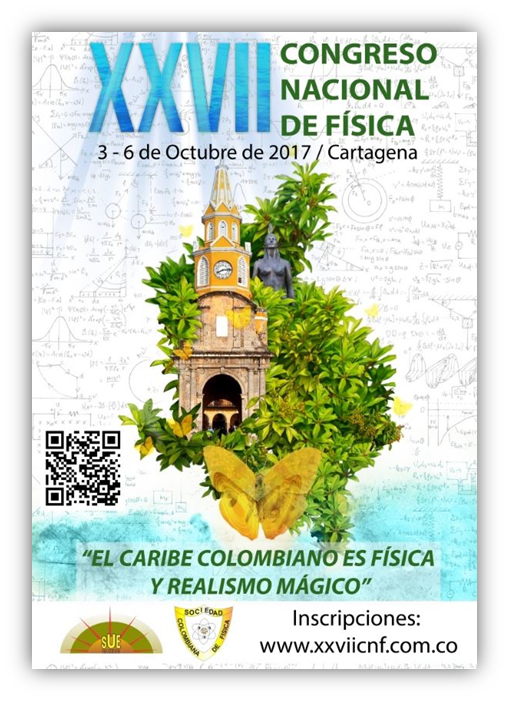 XXVII
CONGRESO
NACIONAL
DE FÍSICA
3 - 6 de Octubre de 2017 / Cartagena
“EL CARIBE COLOMBIANO ES FÍSICA
Y REALISMO MÁGICO”
SUE
SOCIEDAD
COLOMBIANA
DE FÍSICA
Inscripciones:
www.xxviicnf.com.co